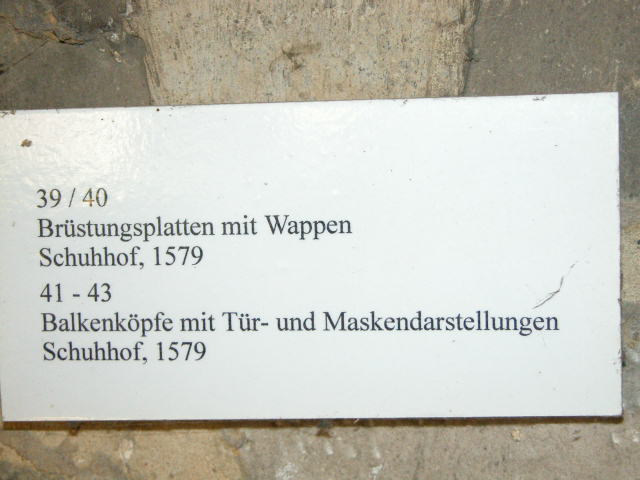 39 / 40
Brüstungsplatten mit Wappen
Schuhhof, 1579
41 - 43
Balkenköpfe mit Tür- und Maskendarstellungen
Schuhhof, 1579